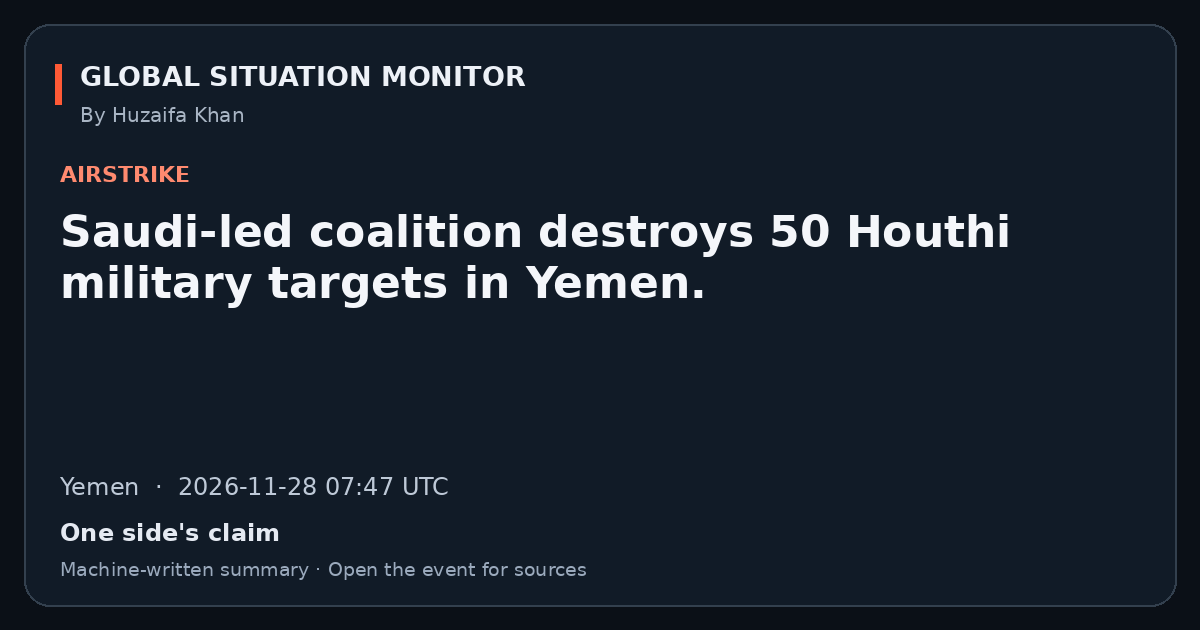 GLOBAL SITUATION MONITOR
By Huzaifa Khan
AIRSTRIKE
Saudi-led coalition destroys 50 Houthi
military targets in Yemen.
Yemen · 2026-11-28 07:47 UTC
One side's claim
Machine-written summary · Open the event for sources